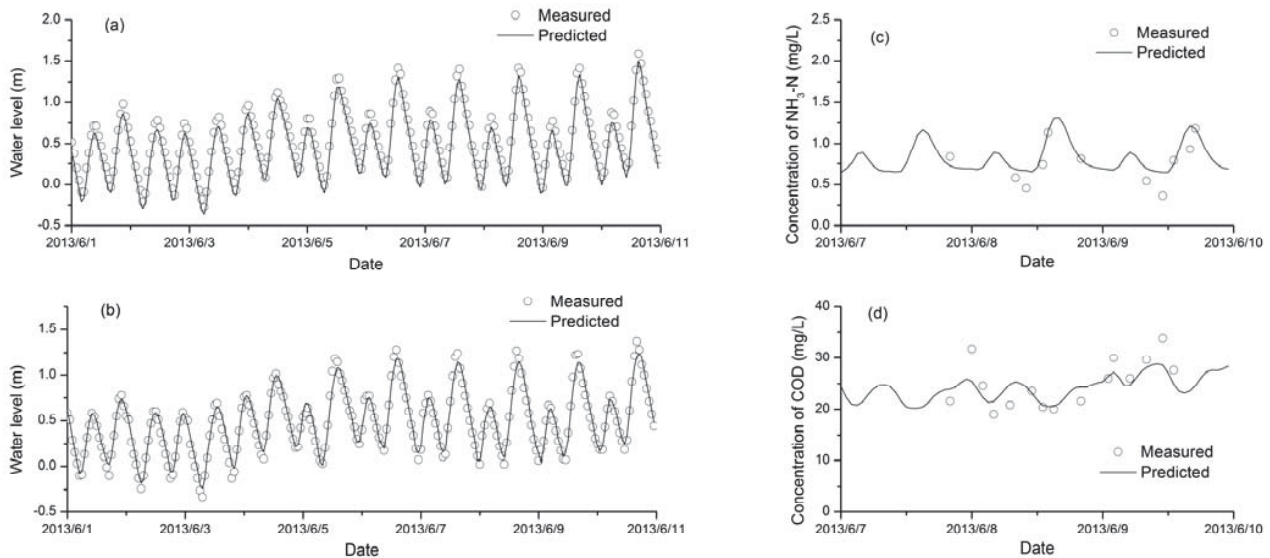 (a)
Measured
Predicted
Water level (m)
2.0
1.5
1.0
0.5
0.0
-0.5
2013/6/1
2013/6/3
2013/6/5
2013/6/7
2013/6/9
2013/6/11
Date
(c)
Measured
Predicted
Concentration of NH3-N (mg/L)
2.5
2.0
1.5
1.0
0.5
0.0
2013/6/7
2013/6/8
2013/6/9
2013/6/10
Date
(b)
Measured
Predicted
Water level (m)
1.5
1.0
0.5
0.0
-0.5
2013/6/1
2013/6/3
2013/6/5
2013/6/7
2013/6/9
2013/6/11
Date
(d)
Measured
Predicted
Concentration of COD (mg/L)
40
30
20
10
0
2013/6/7
2013/6/8
2013/6/9
2013/6/10
Date